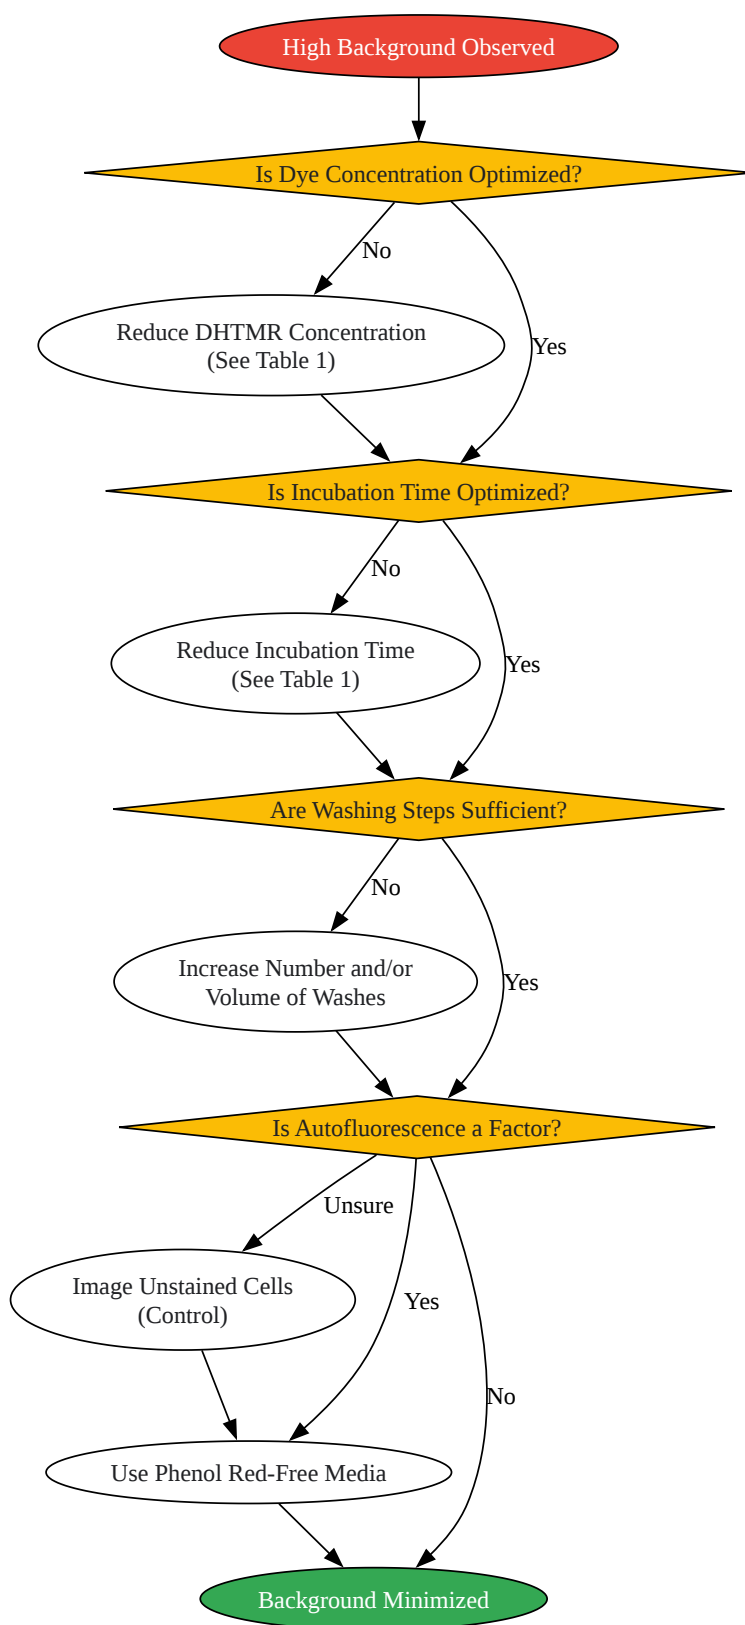 High Background Observed
Is Dye Concentration Optimized?
No
Reduce DHTMR Concentration
(See Table 1)
Yes
Is Incubation Time Optimized?
No
Reduce Incubation Time
(See Table 1)
Yes
Are Washing Steps Sufficient?
No
Increase Number and/or
Volume of Washes
Yes
Is Autofluorescence a Factor?
Unsure
Image Unstained Cells
(Control)
Yes
No
Use Phenol Red-Free Media
Background Minimized